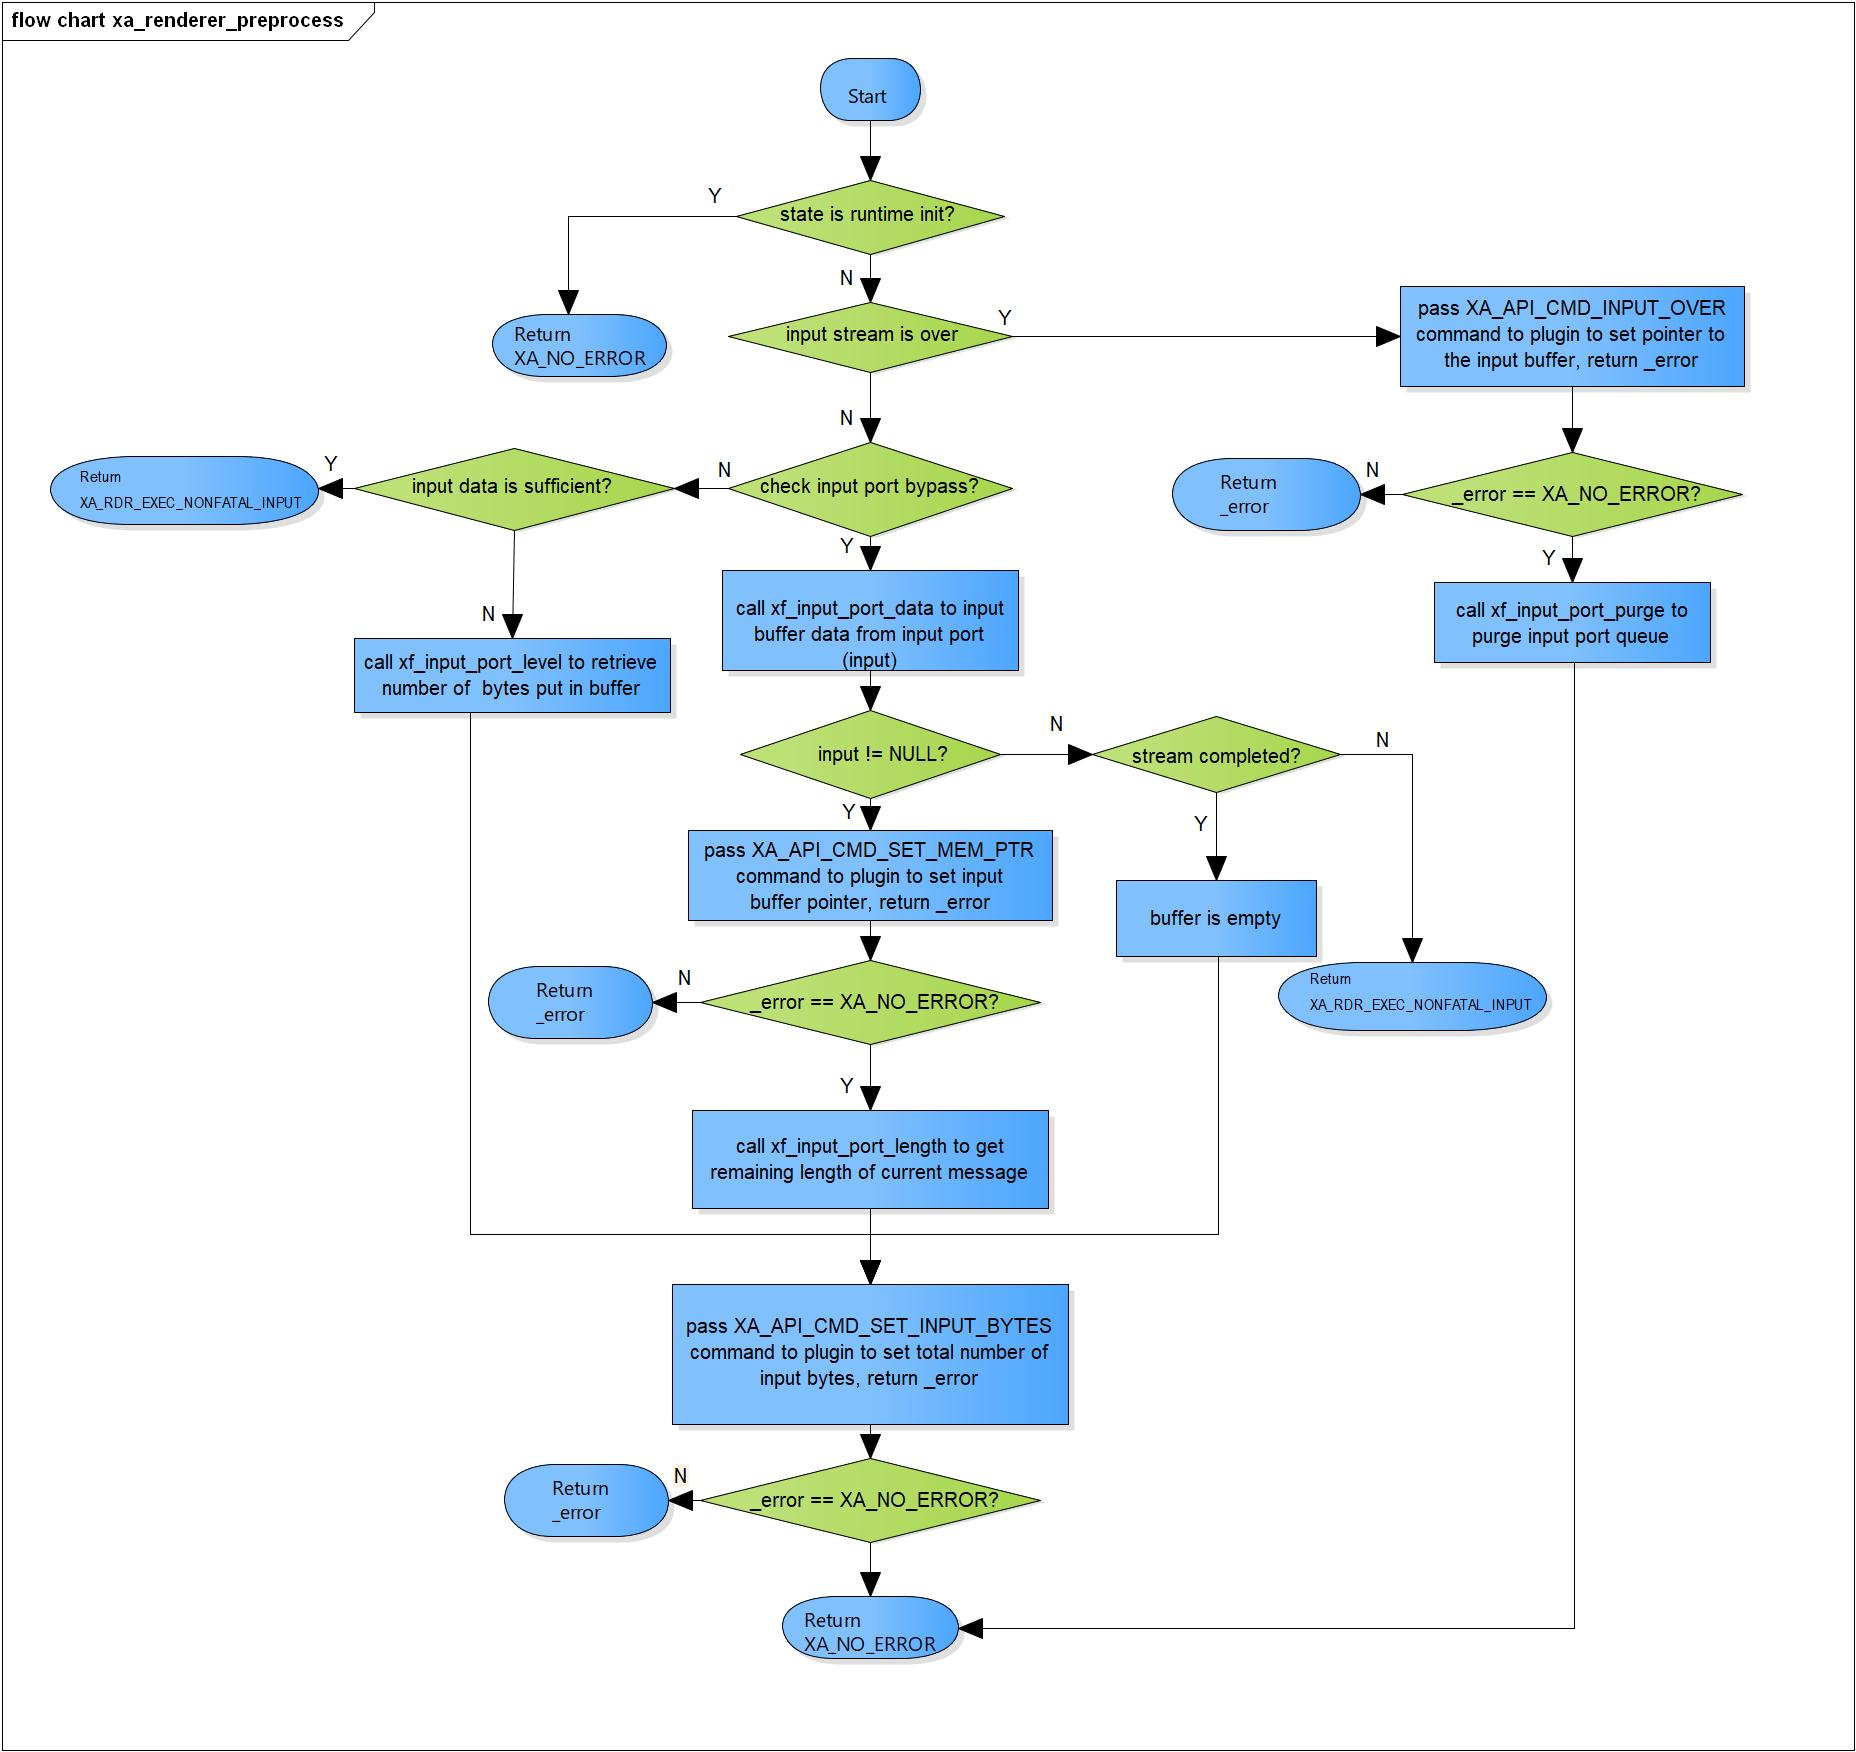 flow chart xa_renderer_preprocess
Start
Y
state is runtime init?
N
Return
XA_NO_ERROR
input stream is over
Y
pass XA_API_CMD_INPUT_OVER
command to plugin to set pointer to
the input buffer, return _error
N
Return
XA_RDR_EXEC_NONFATAL_INPUT
Y
input data is sufficient?
N
check input port bypass?
Return
_error
N
_error == XA_NO_ERROR?
Y
Y
N
call xf_input_port_level to retrieve
number of  bytes put in buffer
call xf_input_port_data to input
buffer data from input port
(input)
call xf_input_port_purge to
purge input port queue
input != NULL?
N
stream completed?
N
Y
Y
pass XA_API_CMD_SET_MEM_PTR
command to plugin to set input
buffer pointer, return _error
buffer is empty
Return
XA_RDR_EXEC_NONFATAL_INPUT
Return
_error
N
_error == XA_NO_ERROR?
Y
call xf_input_port_length to get
remaining length of current message
pass XA_API_CMD_SET_INPUT_BYTES
command to plugin to set total number of
input bytes, return _error
Return
_error
N
_error == XA_NO_ERROR?
Return
XA_NO_ERROR